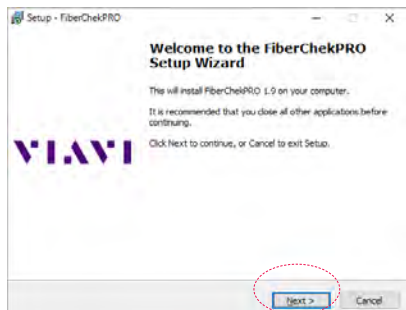 Setup - FiberChekPRO
Welcome to the FiberChekPRO
Setup Wizard
This will install FiberChekPRO 1.9 on your computer.
It is recommended that you close all other applications before
continuing.
Click Next to continue, or Cancel to exit Setup.
VIAVI
Next >
Cancel